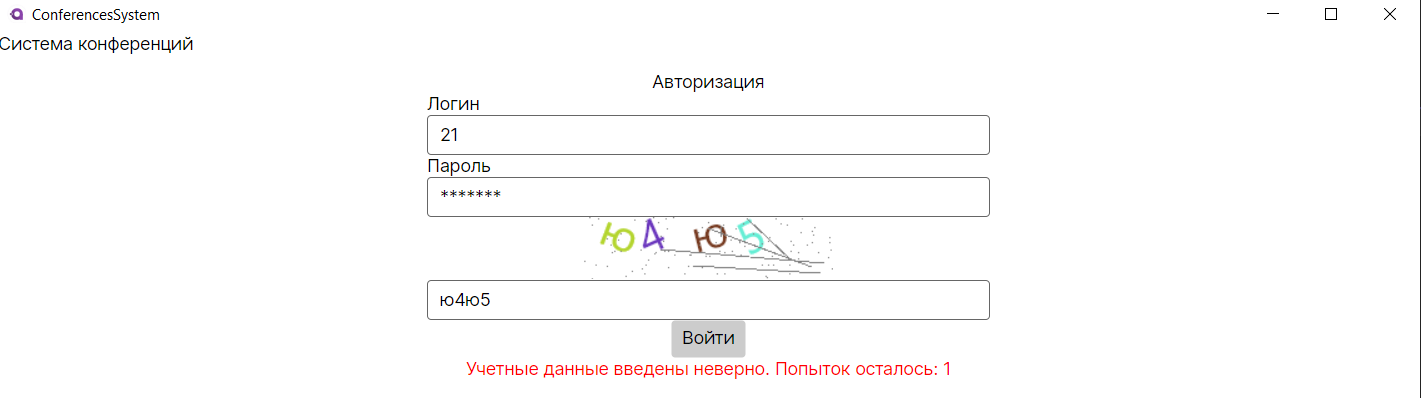 ConferencesSystem
Система конференций
Авторизация
Логин
21
Пароль
*******
ю4ю5
ю4ю5
Войти
Учетные данные введены неверно. Попыток осталось: 1